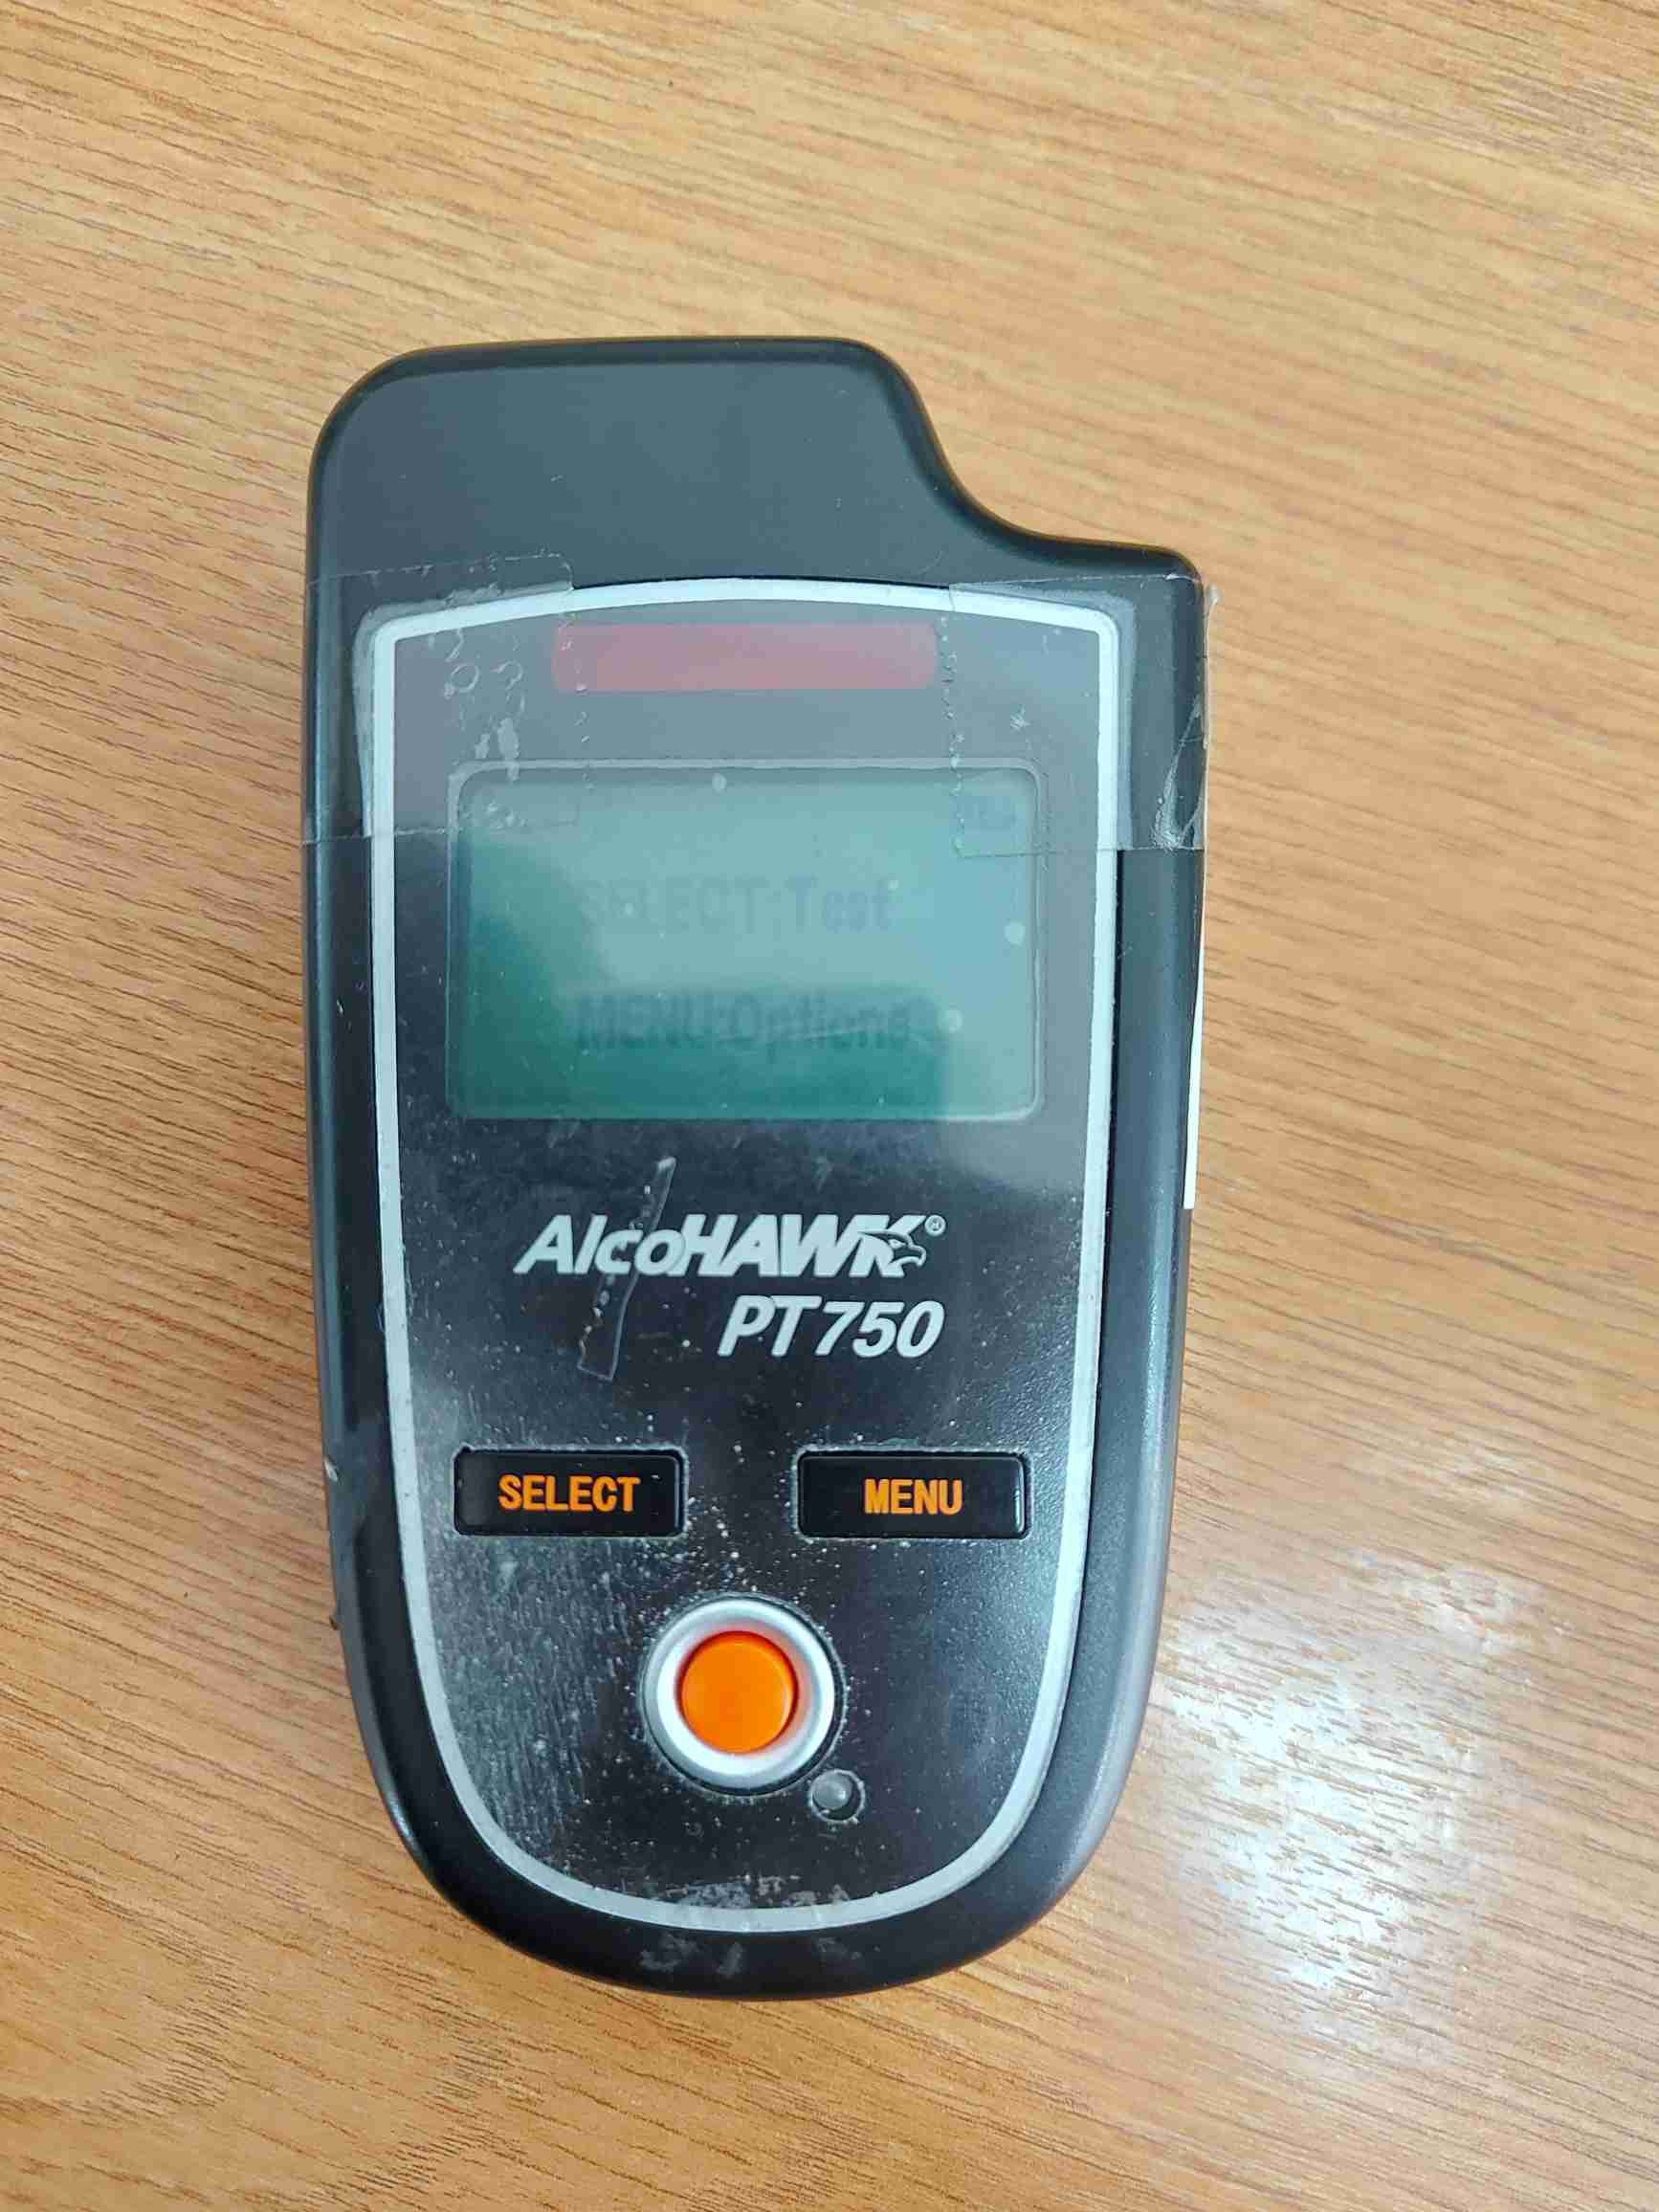 SELECT:Test
MENU:Options
AlcoHAWK®
PT750
SELECT MENU